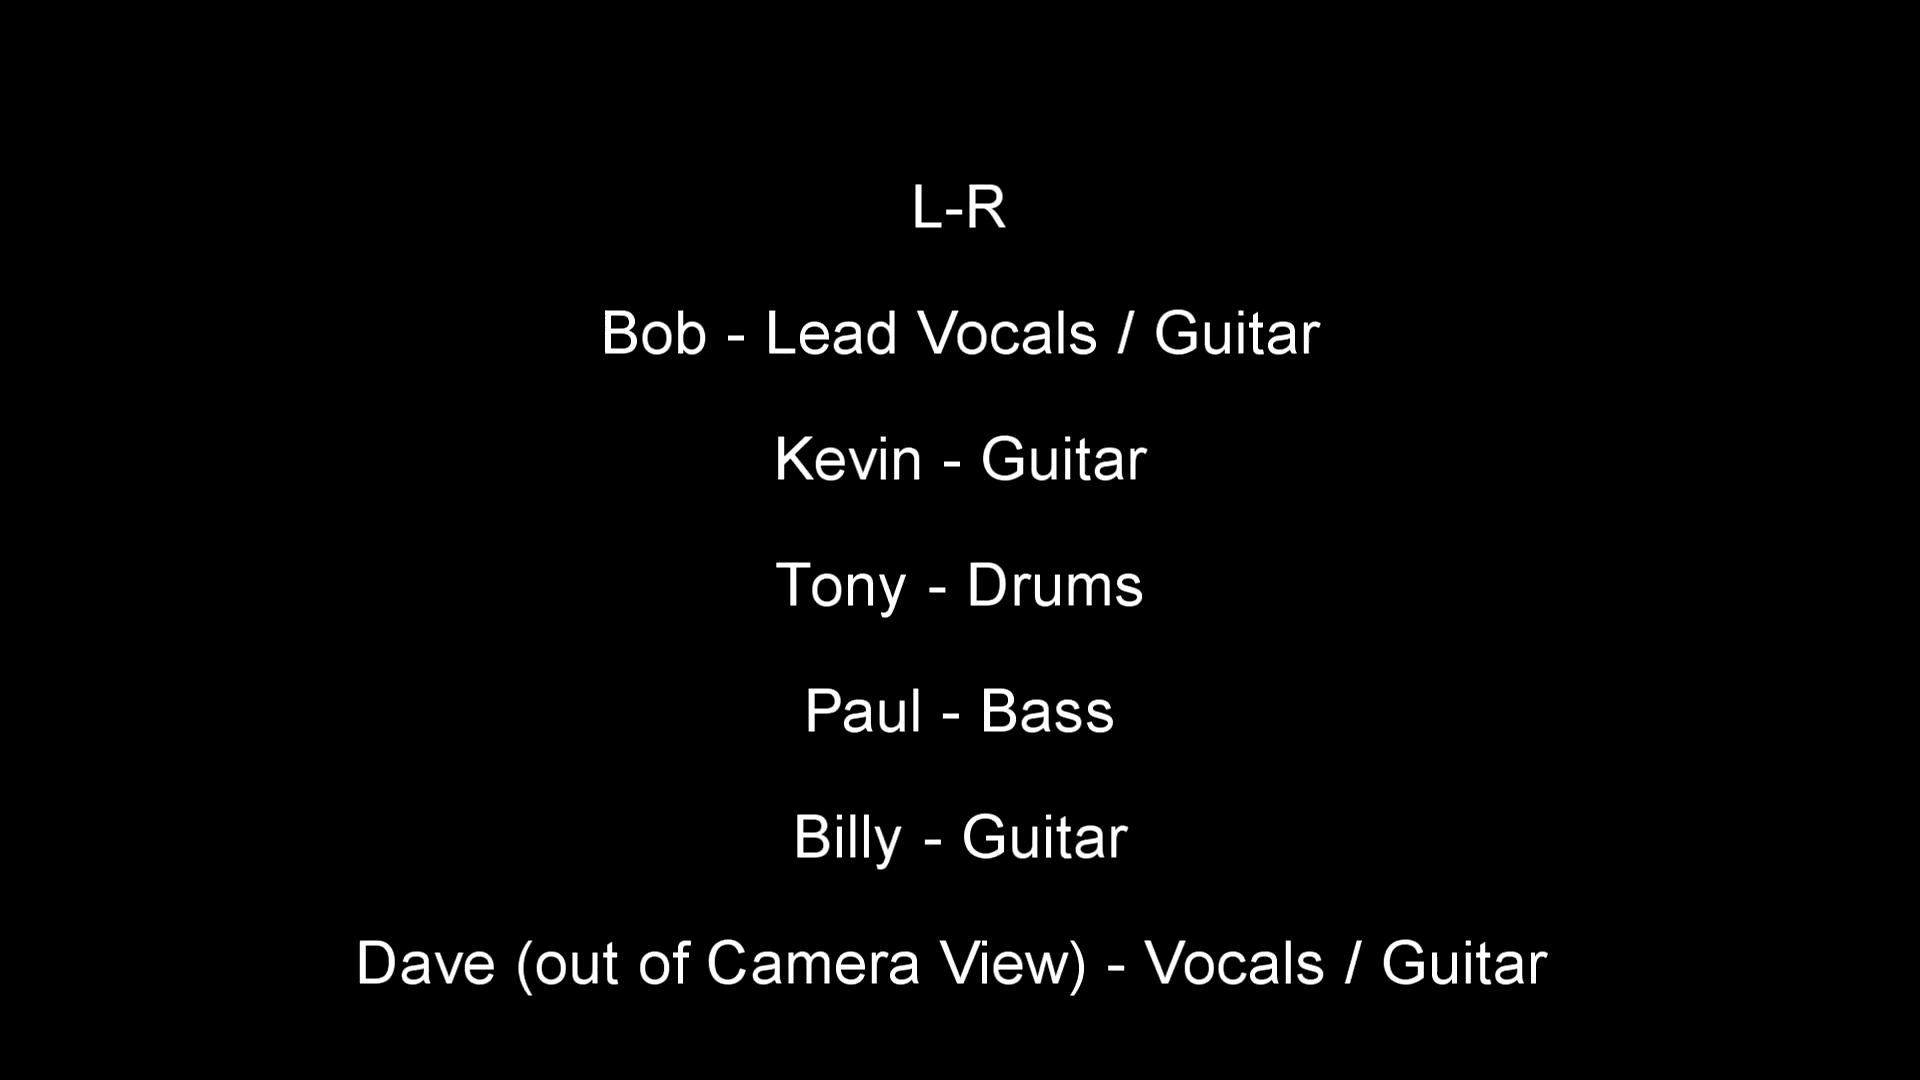 L-R
Bob - Lead Vocals / Guitar
Kevin - Guitar
Tony - Drums
Paul - Bass
Billy - Guitar
Dave (out of Camera View) - Vocals / Guitar